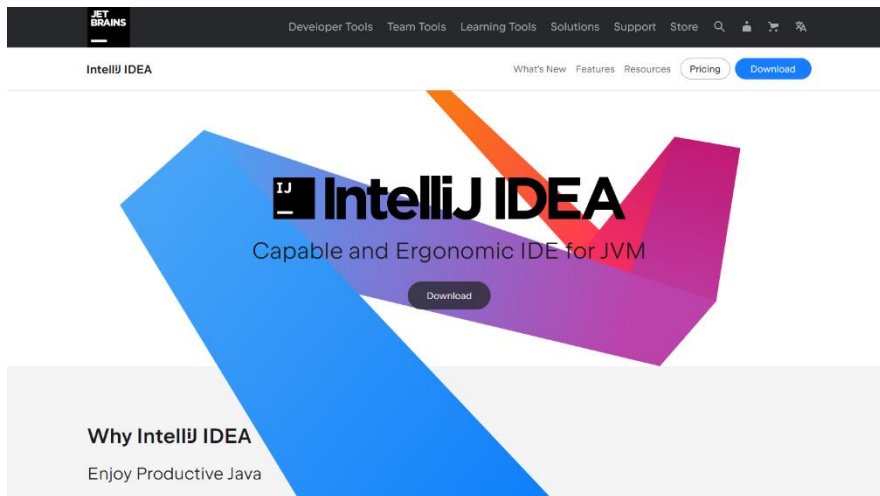 JET
BRAINS
Developer Tools Team Tools Learning Tools Solutions Support Store
IntelliJ IDEA
What's New Features Resources Pricing Download
IJ
IntelliJ IDEA
Capable and Ergonomic IDE for JVM
Download
Why IntelliJ IDEA
Enjoy Productive Java